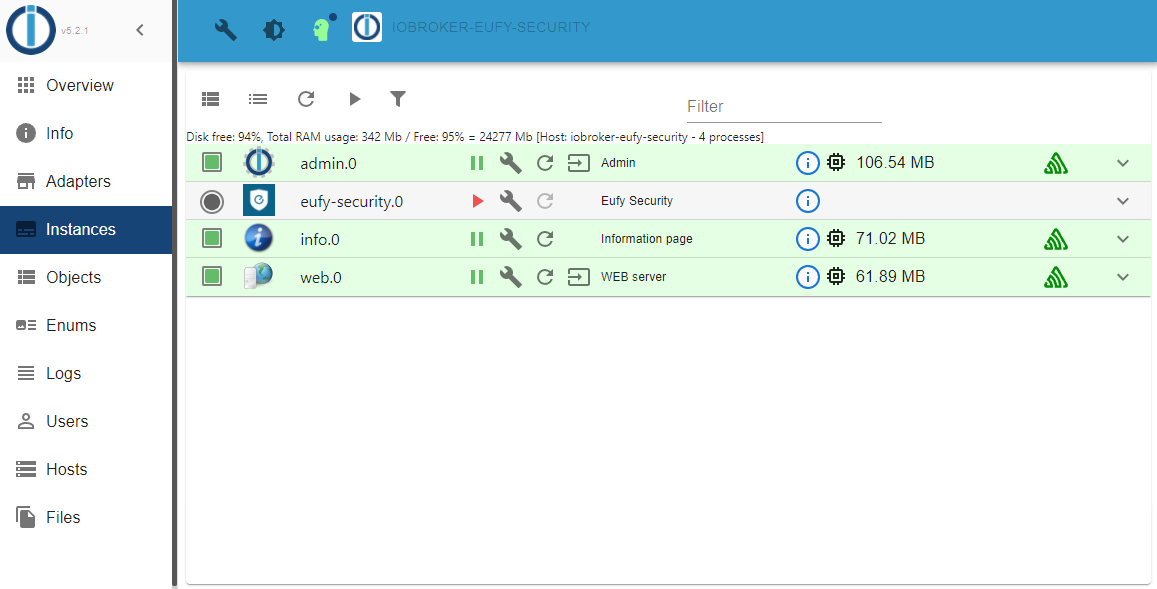 v5.2.1
IOBROKER-EUFY-SECURITY
Overview
Info
Adapters
Instances
Objects
Enums
Logs
Users
Hosts
Files
Filter
Disk free: 94%, Total RAM usage: 342 Mb / Free: 95% = 24277 Mb [Host: iobroker-eufy-security - 4 processes]
admin.0 Admin 106.54 MB
eufy-security.0 Eufy Security
info.0 Information page 71.02 MB
web.0 WEB server 61.89 MB